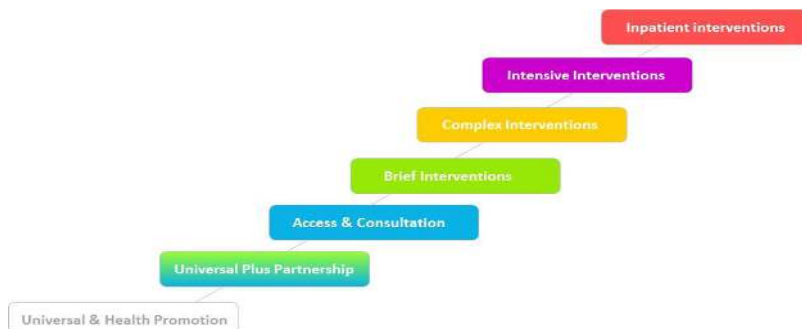 Inpatient interventions
Intensive Interventions
Complex Interventions
Brief Interventions
Access & Consultation
Universal Plus Partnership
Universal & Health Promotion